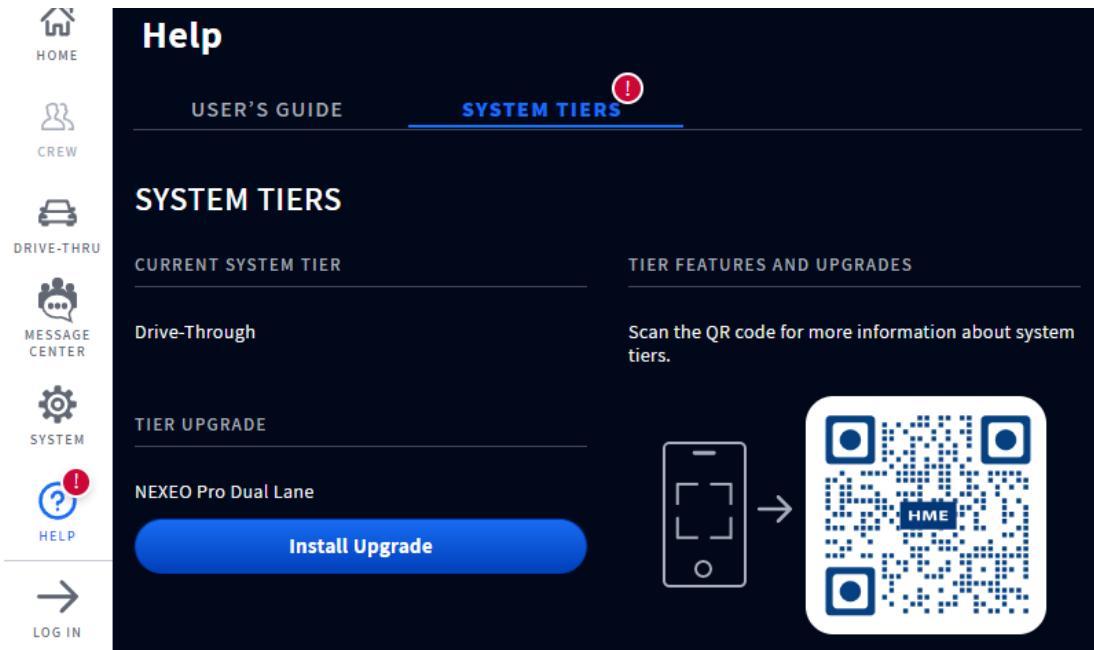 HOME
CREW
DRIVE-THRU
MESSAGE
CENTER
SYSTEM
!
HELP
LOG IN
Help
USER'S GUIDE
SYSTEM TIERS
!
SYSTEM TIERS
CURRENT SYSTEM TIER
Drive-Through
TIER UPGRADE
NEXEO Pro Dual Lane
Install Upgrade
TIER FEATURES AND UPGRADES
Scan the QR code for more information about system
tiers.
HME